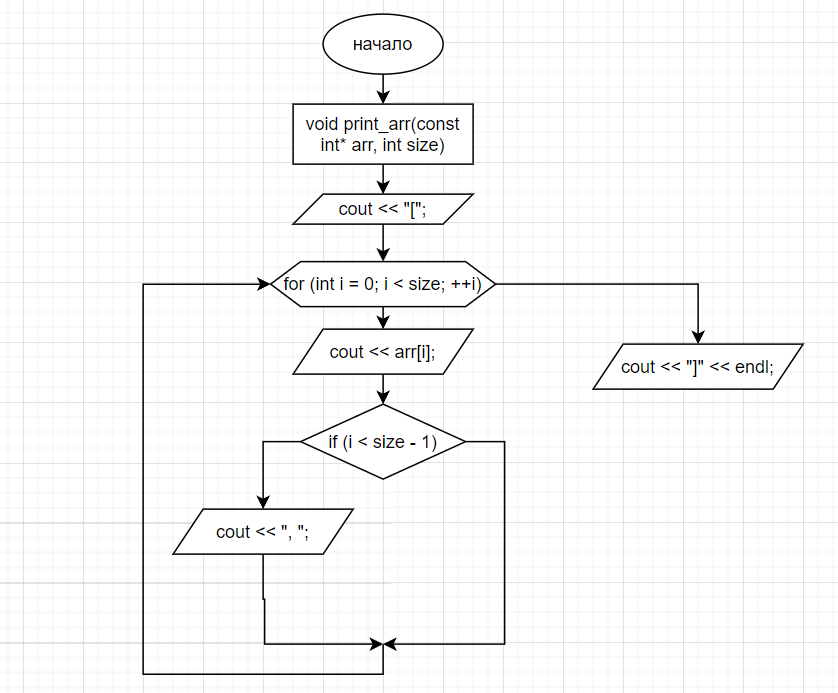 начало
void print_arr(const
int* arr, int size)
cout << "[";
for (int i = 0; i < size; ++i)
cout << arr[i];
cout << "]" << endl;
if (i < size - 1)
cout << ", ";